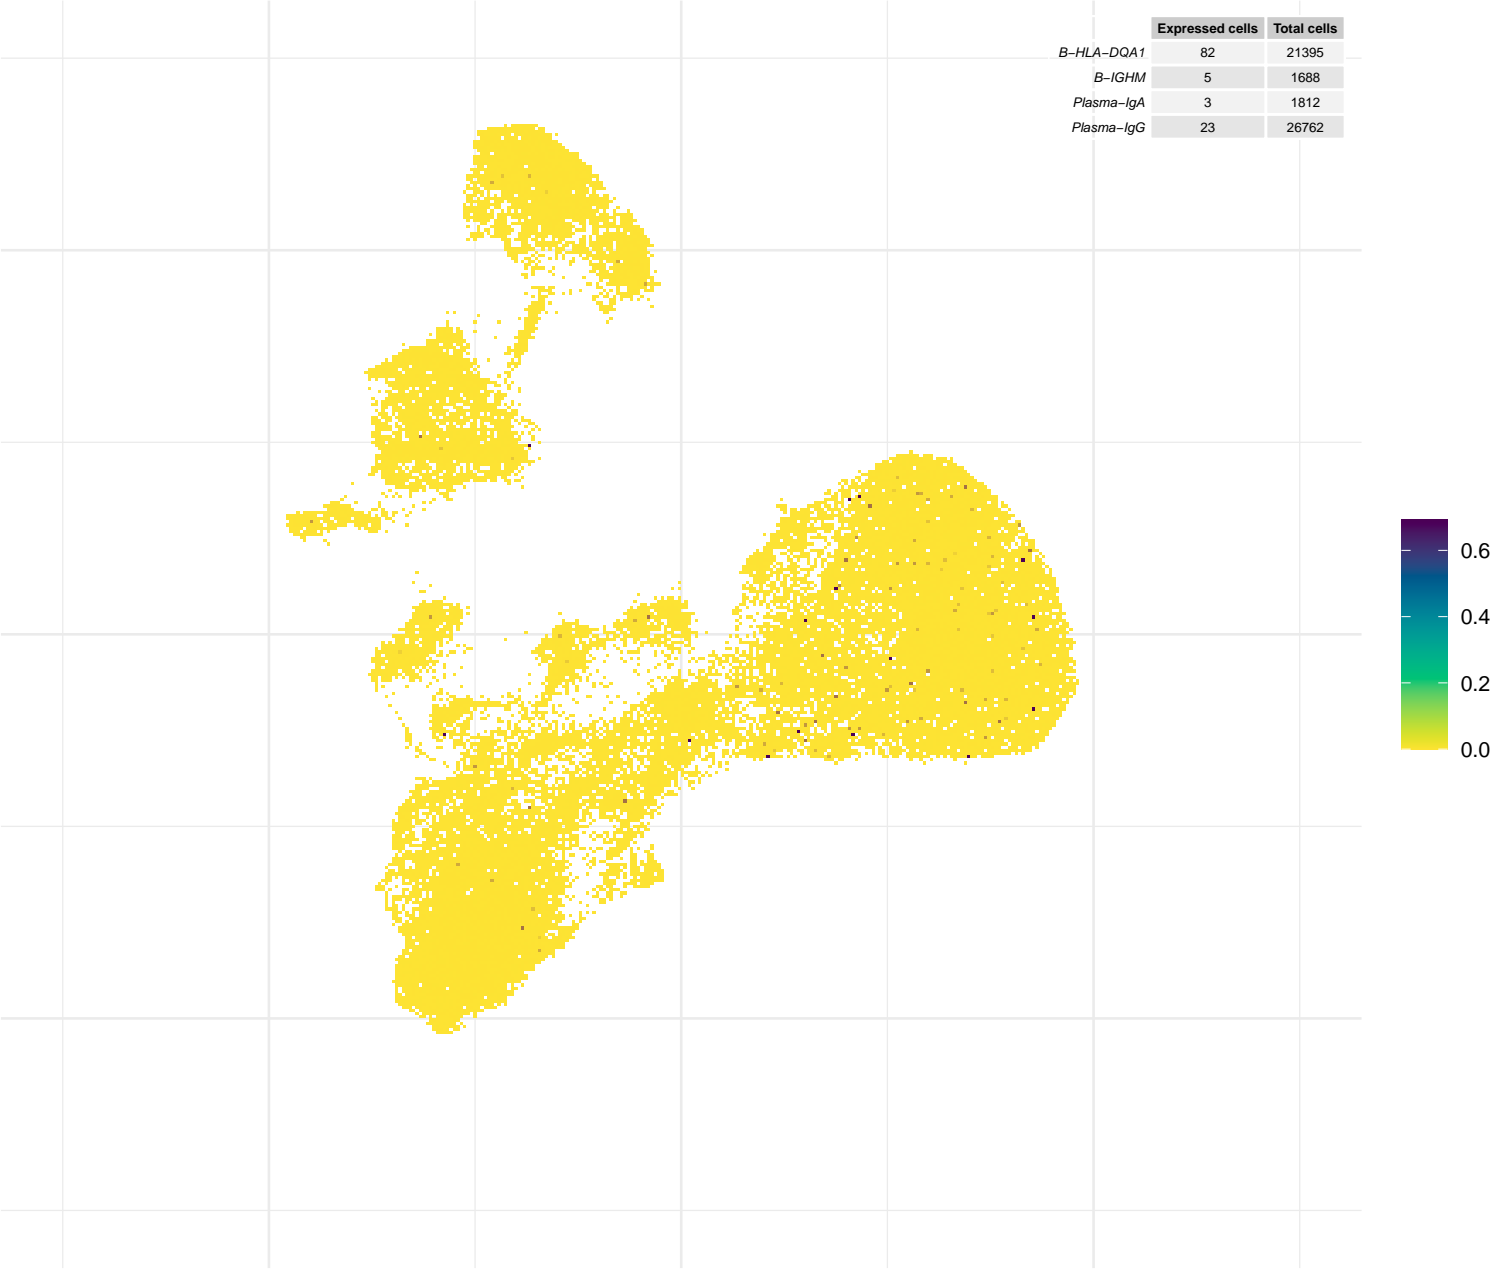 Expressed cells Total cells
B−HLA−DQA1 82 21395
B−IGHM 5 1688
Plasma−IgA 3 1812
Plasma−IgG 23 26762
0.6
0.4
0.2
0.0